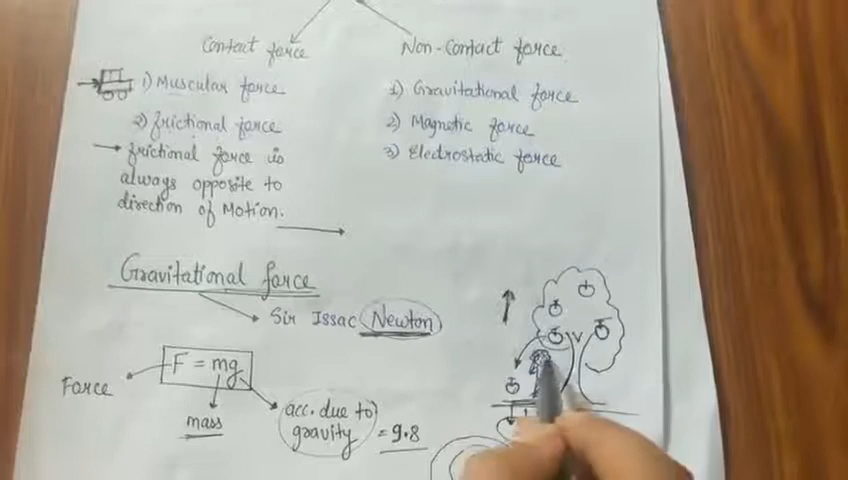 Contact force
Non-Contact force
1) Muscular force
2) frictional force
→ frictional force is
always opposite to
direction of Motion.
1) Gravitational force
2) Magnetic force
3) Electrostatic force
Gravitational force
Sir Issac Newton
F = mg
Force
mass
acc. due to
gravity = 9.8